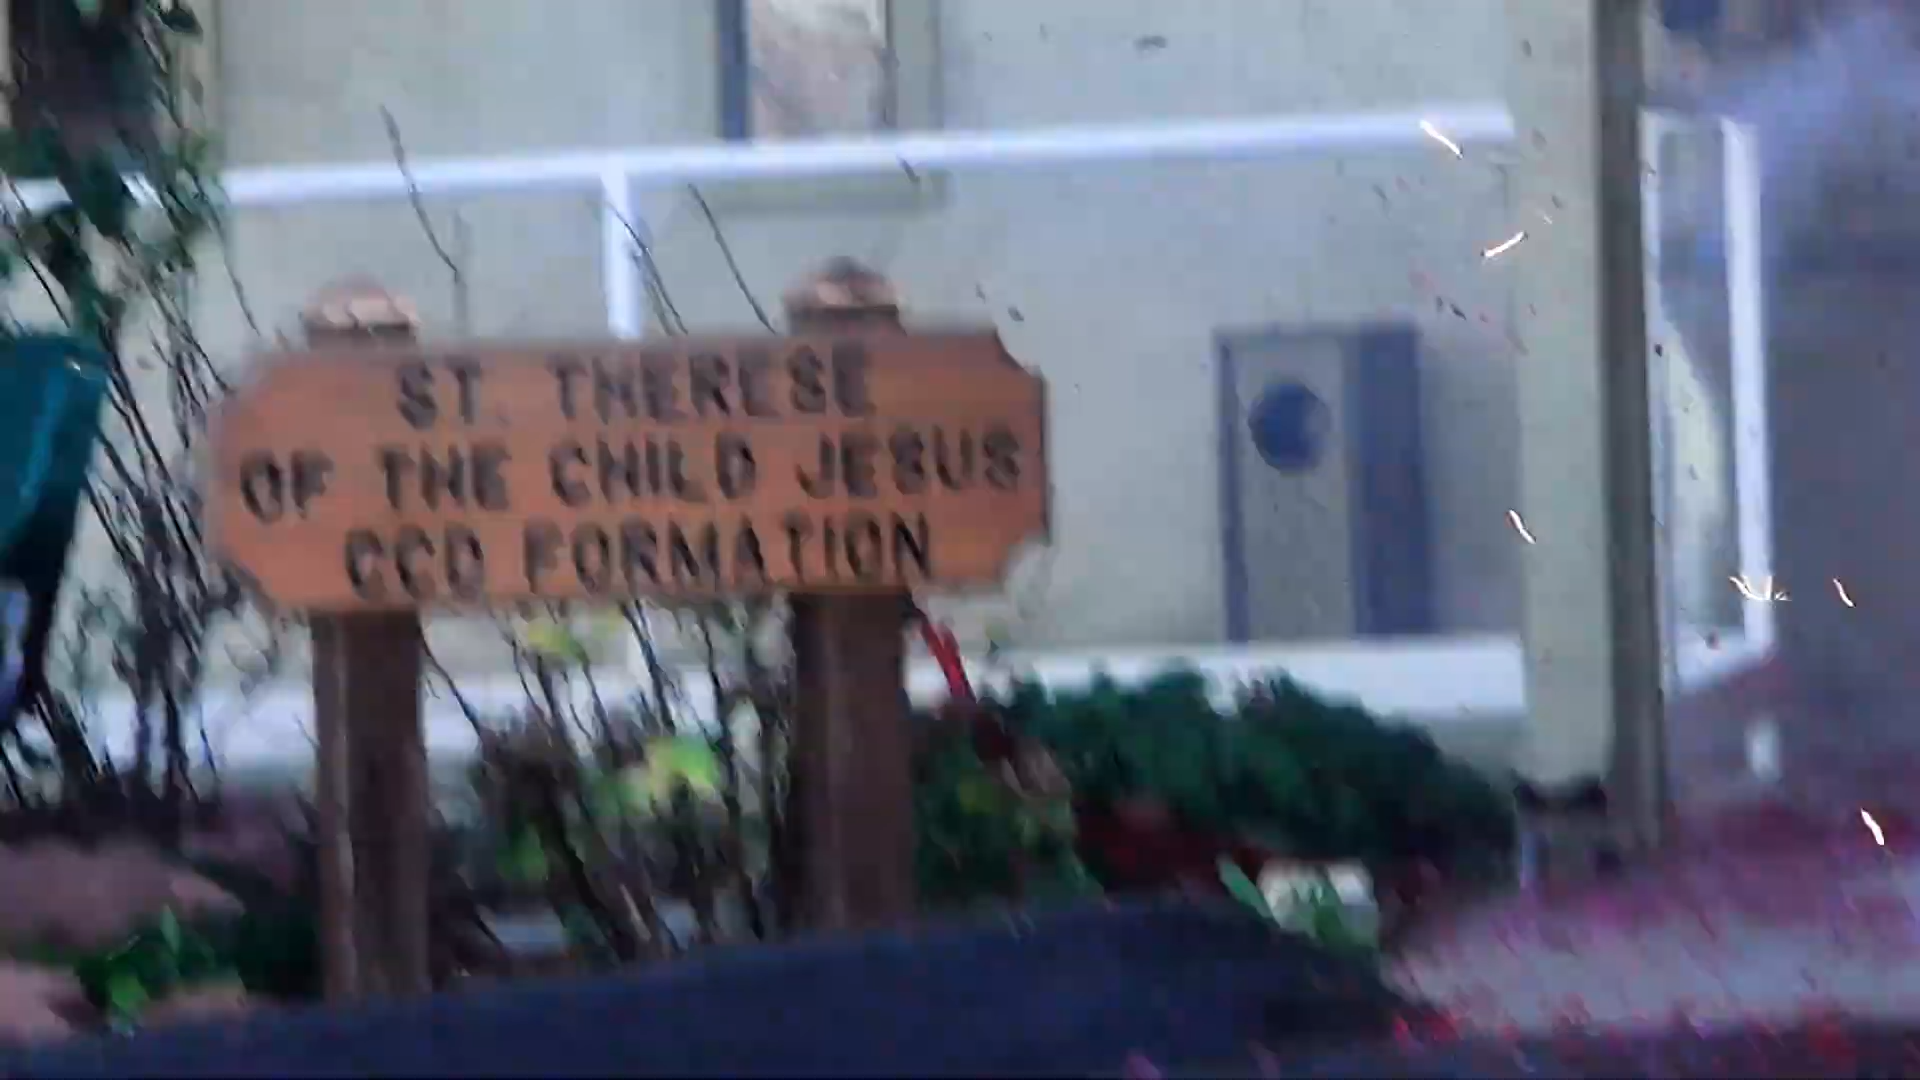 ST. THERESE
OF THE CHILD JESUS
CCD FORMATION